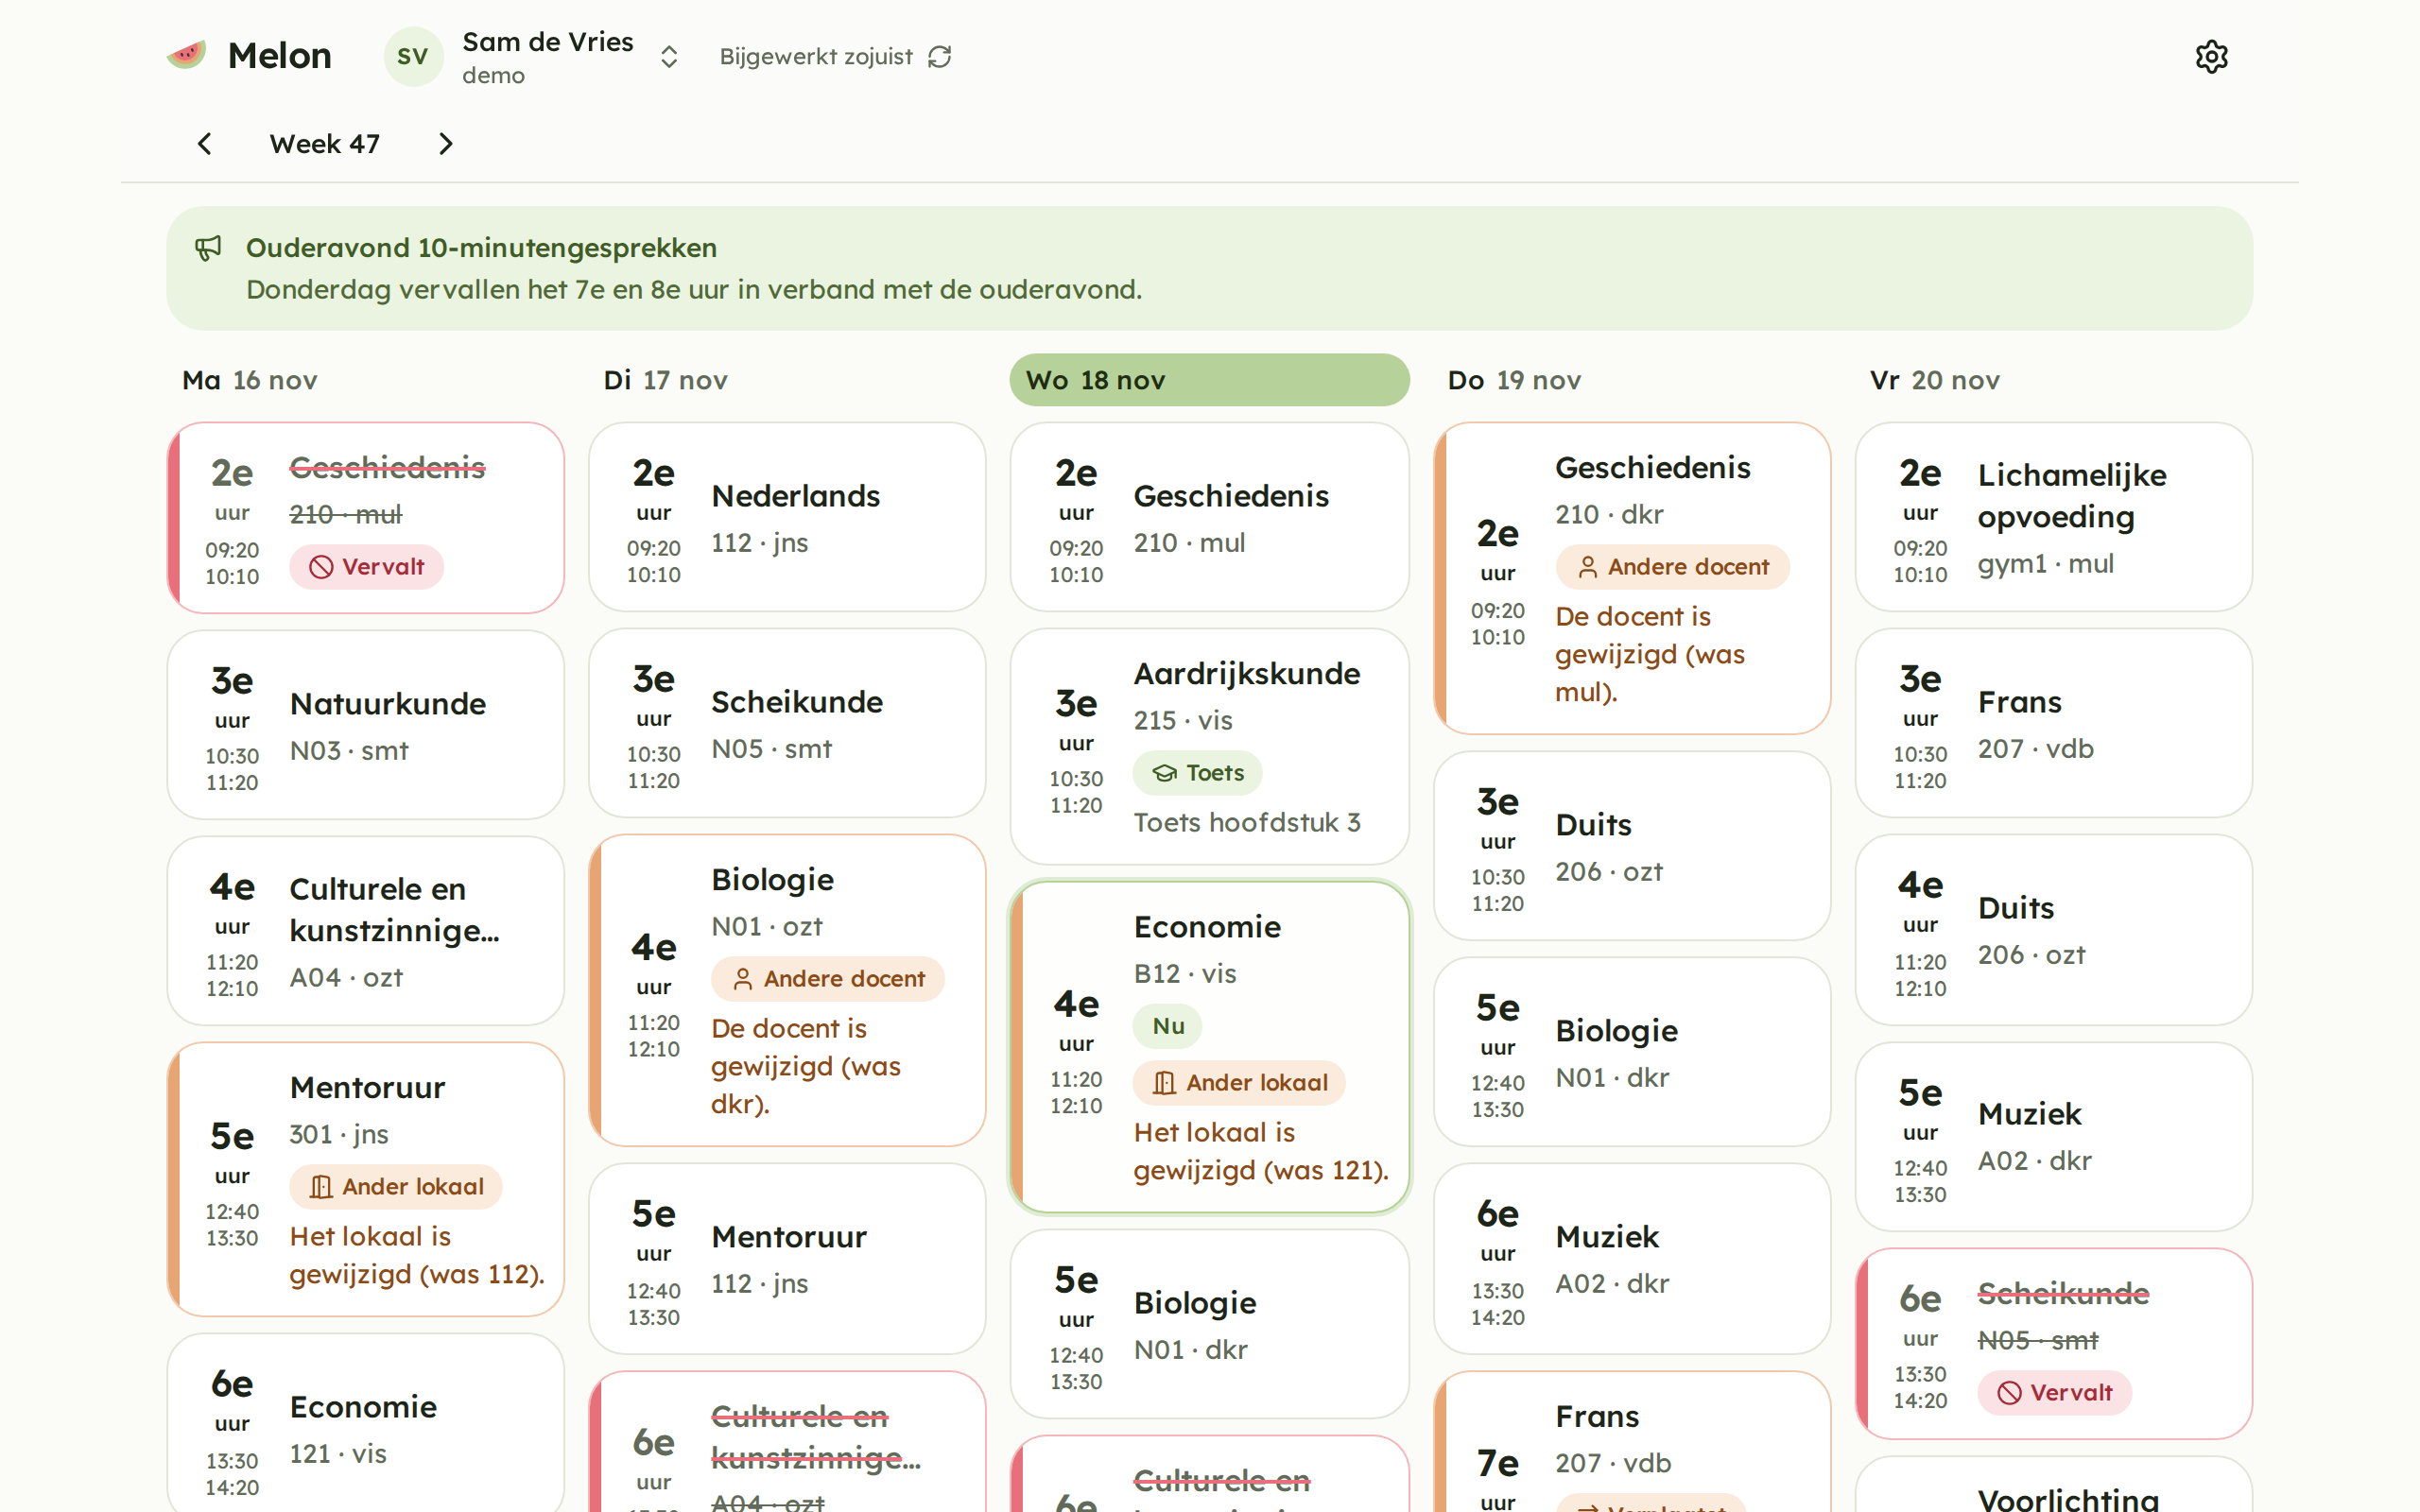 Melon
SV
Sam de Vries
demo
Bijgewerkt zojuist
Week 47
Ouderavond 10-minutengesprekken
Donderdag vervallen het 7e en 8e uur in verband met de ouderavond.
Ma 16 nov
2e
uur
09:20
10:10
Geschiedenis
210 · mul
Vervalt
3e
uur
10:30
11:20
Natuurkunde
N03 · smt
4e
uur
11:20
12:10
Culturele en
kunstzinnige...
A04 · ozt
5e
uur
12:40
13:30
Mentoruur
301 · jns
Ander lokaal
Het lokaal is
gewijzigd (was 112).
6e
uur
13:30
14:20
Economie
121 · vis
Di 17 nov
2e
uur
09:20
10:10
Nederlands
112 · jns
3e
uur
10:30
11:20
Scheikunde
N05 · smt
4e
uur
11:20
12:10
Biologie
N01 · ozt
Andere docent
De docent is
gewijzigd (was
dkr).
5e
uur
12:40
13:30
Mentoruur
112 · jns
6e
uur
Culturele en
kunstzinnige...
A04 · ozt
Wo 18 nov
2e
uur
09:20
10:10
Geschiedenis
210 · mul
3e
uur
10:30
11:20
Aardrijkskunde
215 · vis
Toets
Toets hoofdstuk 3
4e
uur
11:20
12:10
Economie
B12 · vis
Nu
Ander lokaal
Het lokaal is
gewijzigd (was 121).
5e
uur
12:40
13:30
Biologie
N01 · dkr
6e
Culturele en
Do 19 nov
2e
uur
09:20
10:10
Geschiedenis
210 · dkr
Andere docent
De docent is
gewijzigd (was
mul).
3e
uur
10:30
11:20
Duits
206 · ozt
5e
uur
12:40
13:30
Biologie
N01 · dkr
6e
uur
13:30
14:20
Muziek
A02 · dkr
7e
uur
Frans
207 · vdb
Vr 20 nov
2e
uur
09:20
10:10
Lichamelijke
opvoeding
gym1 · mul
3e
uur
10:30
11:20
Frans
207 · vdb
4e
uur
11:20
12:10
Duits
206 · ozt
5e
uur
12:40
13:30
Muziek
A02 · dkr
6e
uur
13:30
14:20
Scheikunde
N05 · smt
Vervalt
Voorlichting